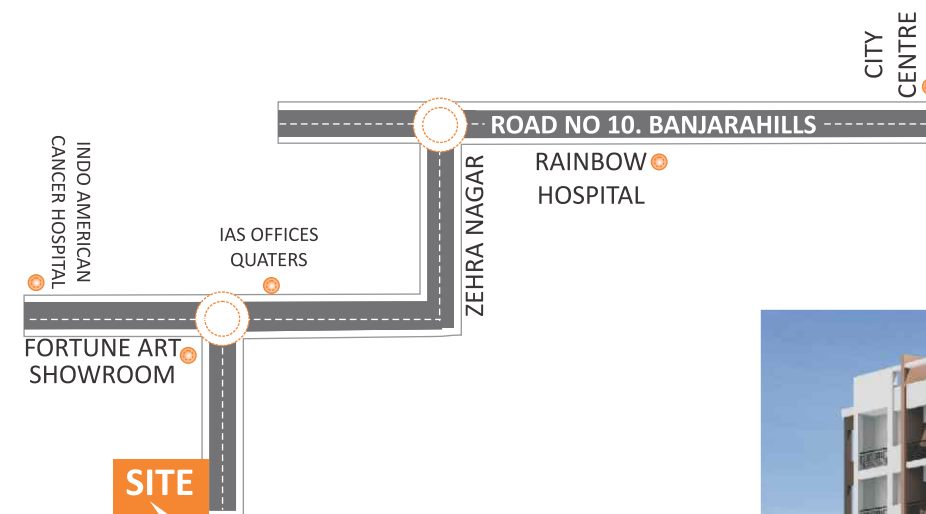 CITY
CENTRE
ROAD NO 10. BANJARAHILLS
RAINBOW
HOSPITAL
ZEHRA NAGAR
INDO AMERICAN
CANCER HOSPITAL
IAS OFFICES
QUATERS
FORTUNE ART
SHOWROOM
SITE